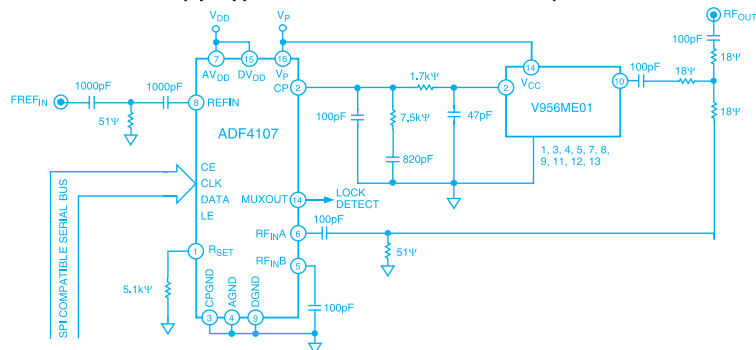 VDD
VP
RFOUT
7
15
16
AVDD
DVDD
VP
CP
2
100pF
18Ψ
14
VCC
2
10
V956ME01
100pF
18Ψ
18Ψ
1000pF
1000pF
FREFIN
8
REFIN
51Ψ
ADF4107
1.7kΨ
100pF
7.5kΨ
47pF
820pF
1, 3, 4, 5, 7, 8,
9, 11, 12, 13
SPI COMPATIBLE SERIAL BUS
CE
CLK
DATA
LE
MUXOUT
14
LOCK
DETECT
100pF
RFINA
6
51Ψ
1
RSET
RFINB
5
5.1kΨ
CPGND
AGND
DGND
3
4
9
100pF